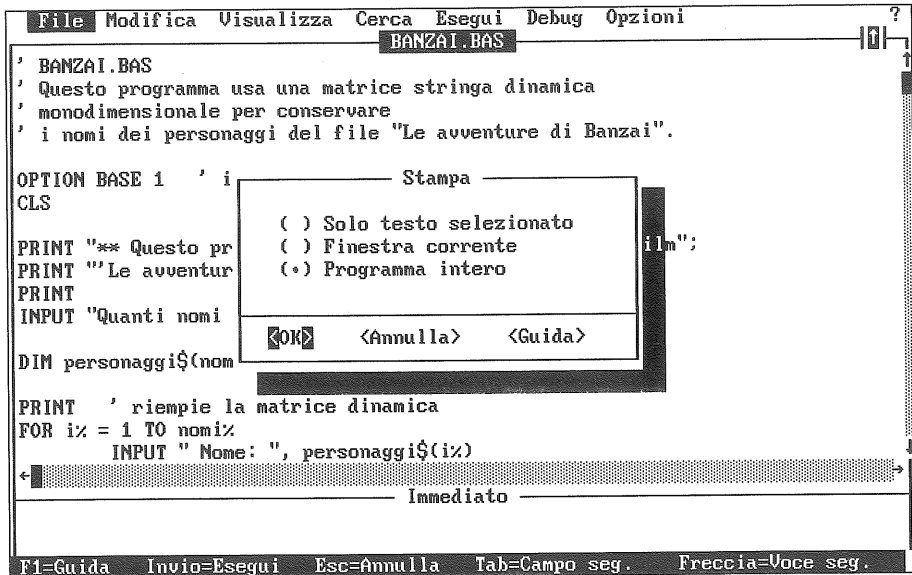 File Modifica Visualizza Cerca Esegui Debug Opzioni ?
BANZAI.BAS
' BANZAI.BAS
' Questo programma usa una matrice stringa dinamica
' monodimensionale per conservare
' i nomi dei personaggi del file "Le avventure di Banzai".
OPTION BASE 1 ' i
CLS
PRINT "** Questo pr ilm";
PRINT "'Le avventur
PRINT
INPUT "Quanti nomi
DIM personaggi$(nom
Stampa
( ) Solo testo selezionato
( ) Finestra corrente
(•) Programma intero
<OK> <Annulla> <Guida>
PRINT ' riempie la matrice dinamica
FOR i% = 1 TO nomi%
INPUT " Nome: ", personaggi$(i%)
Immediato
F1=Guida Invio=Esegui Esc=Annulla Tab=Campo seg. Freccia=Voce seg.